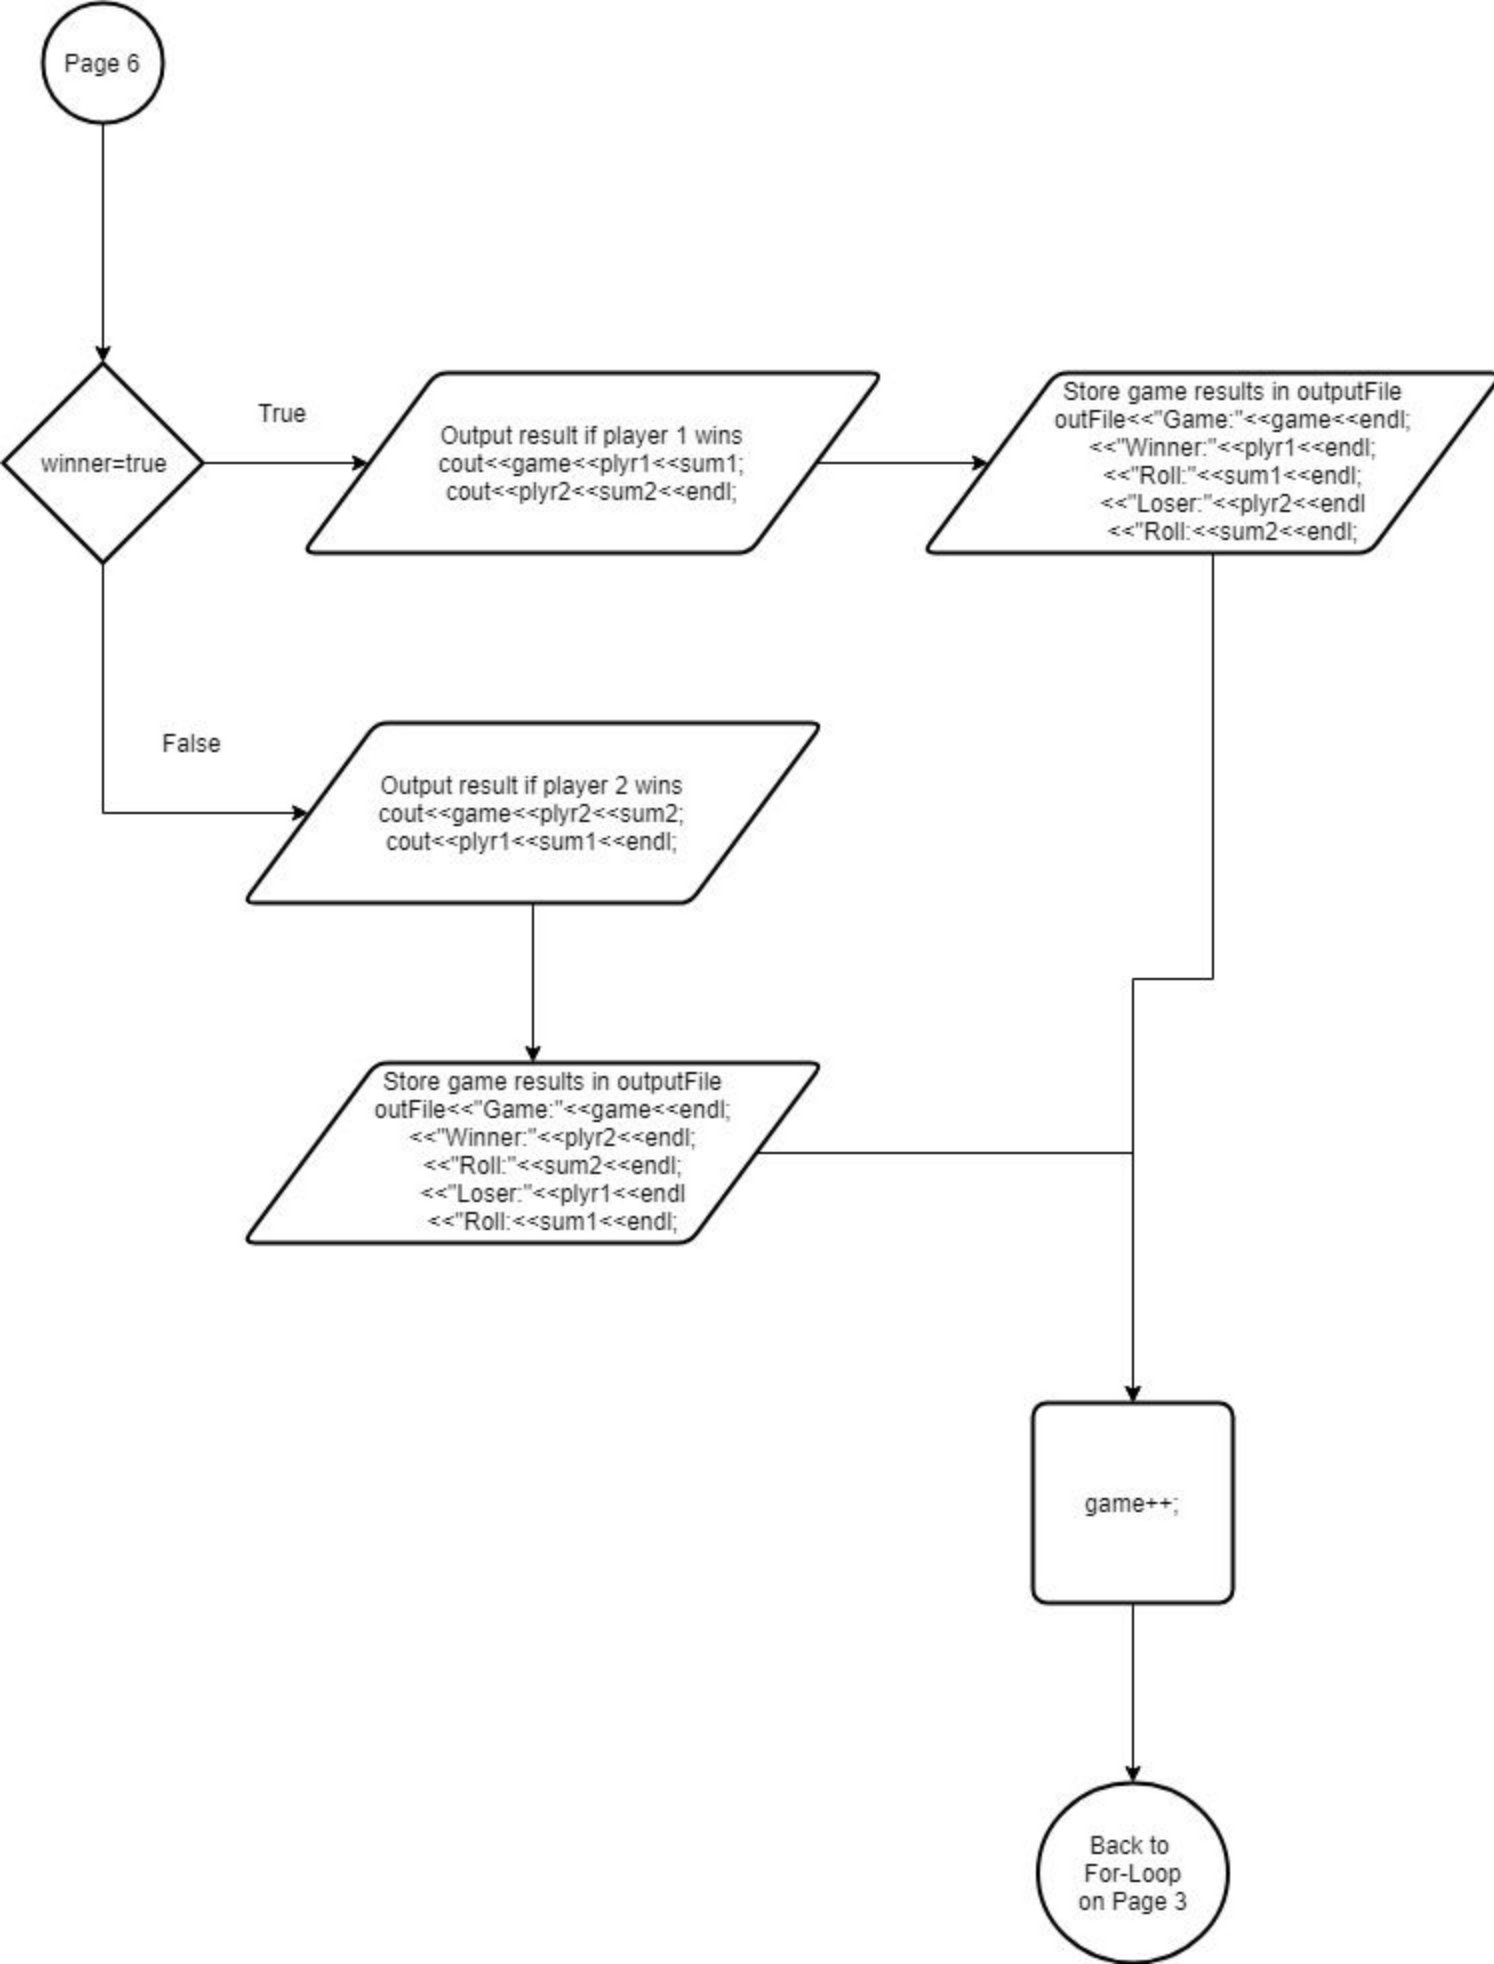 Page 6
True
winner=true
Output result if player 1 wins
cout<<game<<plyr1<<sum1;
cout<<plyr2<<sum2<<endl;
Store game results in outputFile
outFile<<"Game:"<<game<<endl;
<<"Winner:"<<plyr1<<endl;
<<"Roll:"<<sum1<<endl;
<<"Loser:"<<plyr2<<endl
<<"Roll:<<sum2<<endl;
False
Output result if player 2 wins
cout<<game<<plyr2<<sum2;
cout<<plyr1<<sum1<<endl;
Store game results in outputFile
outFile<<"Game:"<<game<<endl;
<<"Winner:"<<plyr2<<endl;
<<"Roll:"<<sum2<<endl;
<<"Loser:"<<plyr1<<endl
<<"Roll:<<sum1<<endl;
game++;
Back to
For-Loop
on Page 3